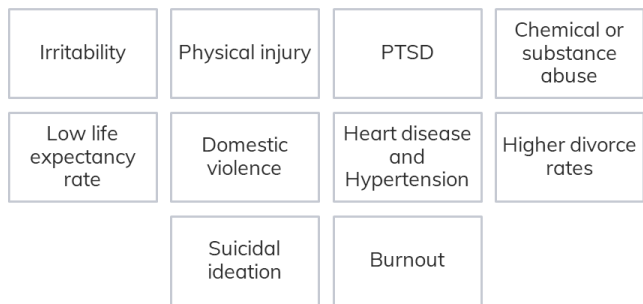 Irritability
Physical injury
PTSD
Chemical or
substance
abuse
Low life
expectancy
rate
Domestic
violence
Heart disease
and
Hypertension
Higher divorce
rates
Suicidal
ideation
Burnout